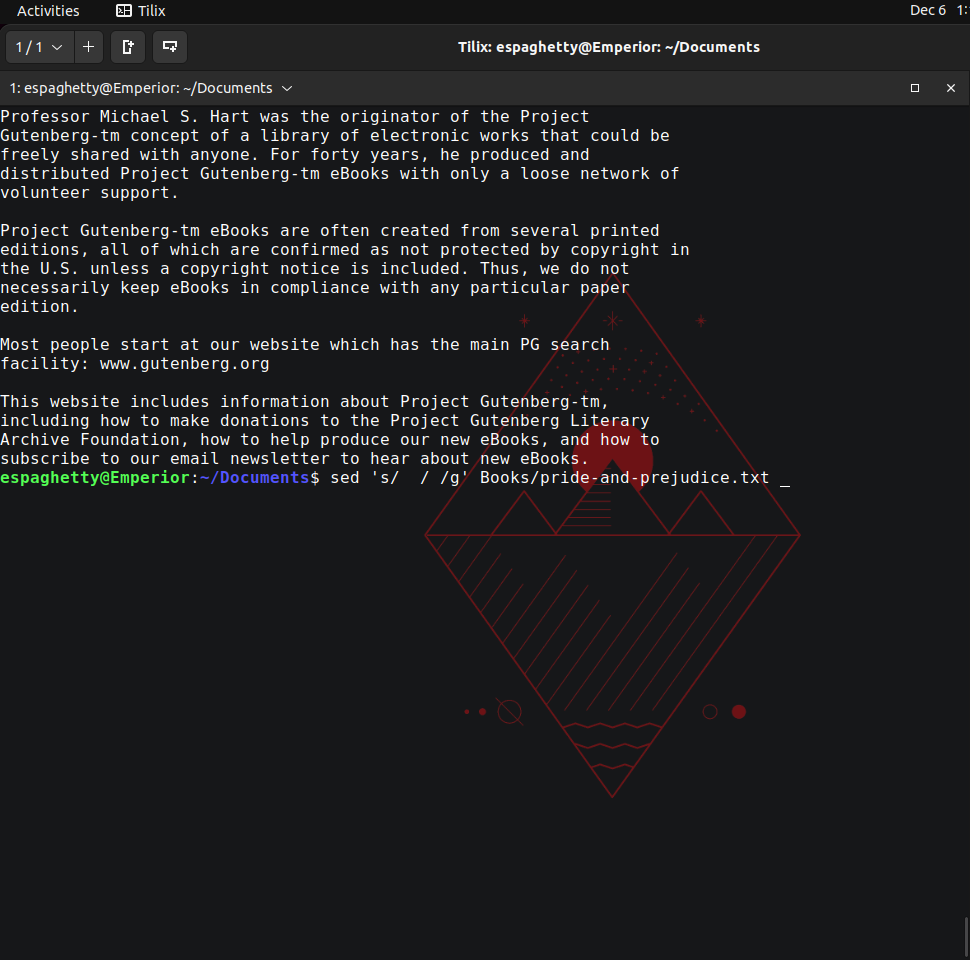 Activities Tilix Dec 6
1 / 1 Tilix: espaghetty@Emperior: ~/Documents
1: espaghetty@Emperior: ~/Documents
Professor Michael S. Hart was the originator of the Project
Gutenberg-tm concept of a library of electronic works that could be
freely shared with anyone. For forty years, he produced and
distributed Project Gutenberg-tm eBooks with only a loose network of
volunteer support.
Project Gutenberg-tm eBooks are often created from several printed
editions, all of which are confirmed as not protected by copyright in
the U.S. unless a copyright notice is included. Thus, we do not
necessarily keep eBooks in compliance with any particular paper
edition.
Most people start at our website which has the main PG search
facility: www.gutenberg.org
This website includes information about Project Gutenberg-tm,
including how to make donations to the Project Gutenberg Literary
Archive Foundation, how to help produce our new eBooks, and how to
subscribe to our email newsletter to hear about new eBooks.
espaghetty@Emperior:~/Documents$ sed 's/  / /g' Books/pride-and-prejudice.txt _